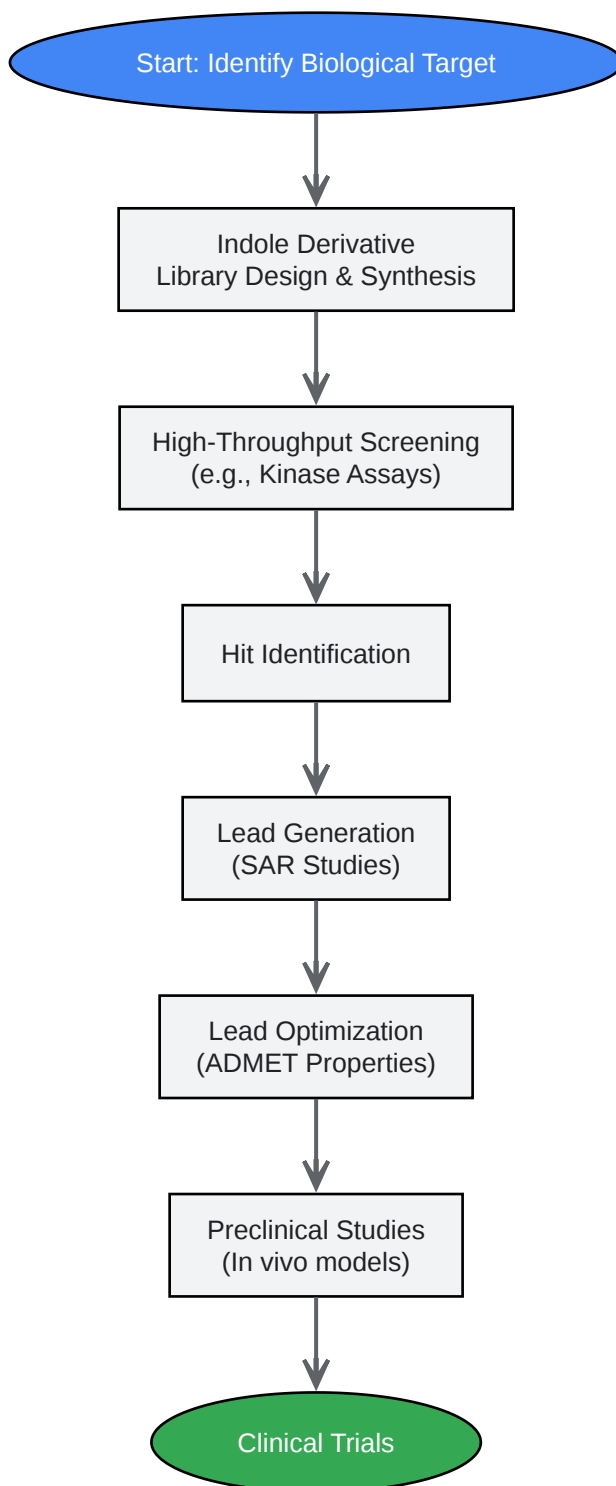 Start: Identify Biological Target
Indole Derivative
Library Design & Synthesis
High-Throughput Screening
(e.g., Kinase Assays)
Hit Identification
Lead Generation
(SAR Studies)
Lead Optimization
(ADMET Properties)
Preclinical Studies
(In vivo models)
Clinical Trials